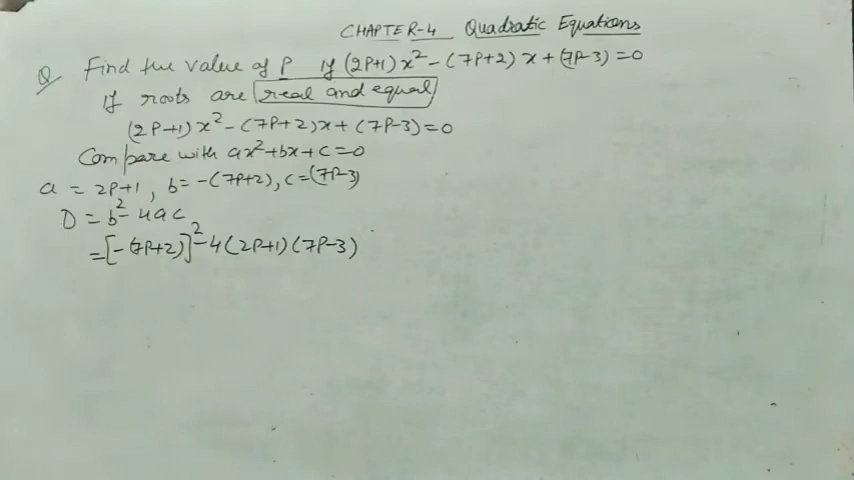 CHAPTER-4 Quadratic Equations
Q Find the value of P if (2P+1)x² - (7P+2)x + (7P-3) = 0
if roots are real and equal
(2P+1)x² - (7P+2)x + (7P-3) = 0
Compare with ax²+bx+c=0
a = 2P+1, b = -(7P+2), c = (7P-3)
D = b² - 4ac
= [-(7P+2)]² - 4(2P+1)(7P-3)